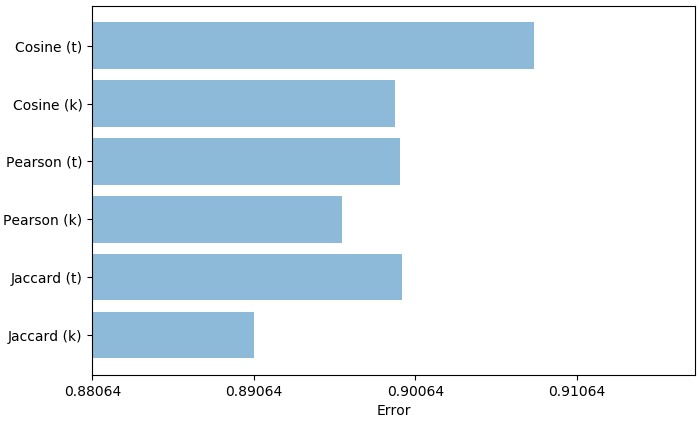 Cosine (t)
Cosine (k)
Pearson (t)
Pearson (k)
Jaccard (t)
Jaccard (k)
0.88064 0.89064 0.90064 0.91064
Error